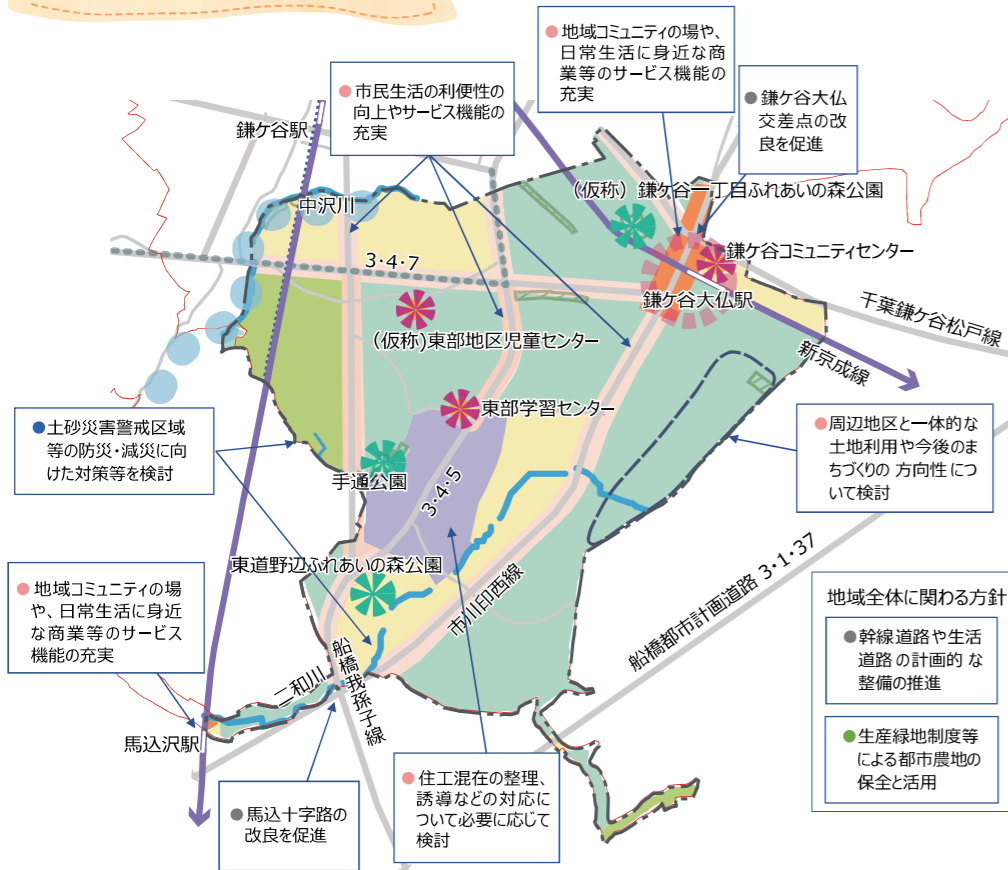 ●地域コミュニティの場や、
日常生活に身近な商
業等のサービス機能の
充実
●市民生活の利便性の
向上やサービス機能の
充実
●鎌ケ谷大仏
交差点の改
良を促進
鎌ケ谷駅
(仮称) 鎌ケ谷一丁目ふれあいの森公園
中沢川
鎌ケ谷コミュニティセンター
3・4・7
鎌ケ谷大仏駅
千葉鎌ケ谷松戸線
(仮称)東部地区児童センター
新京成線
東部学習センター
●土砂災害警戒区域
等の防災・減災に向
けた対策等を検討
●周辺地区と一体的な
土地利用や今後のま
ちづくりの 方向性につ
いて検討
手通公園
3・4・5
東道野辺ふれあいの森公園
●地域コミュニティの場
や、日常生活に身近
な商業等のサービス
機能の充実
市川印西線
船橋都市計画道路 3・1・37
二和川
船橋我孫子線
馬込沢駅
地域全体に関わる方針
●幹線道路や生活
道路の計画的な
整備の推進
●生産緑地制度等
による都市農地の
保全と活用
●馬込十字路の
改良を促進
●住工混在の整理、
誘導などの対応に
ついて必要に応じて
検討